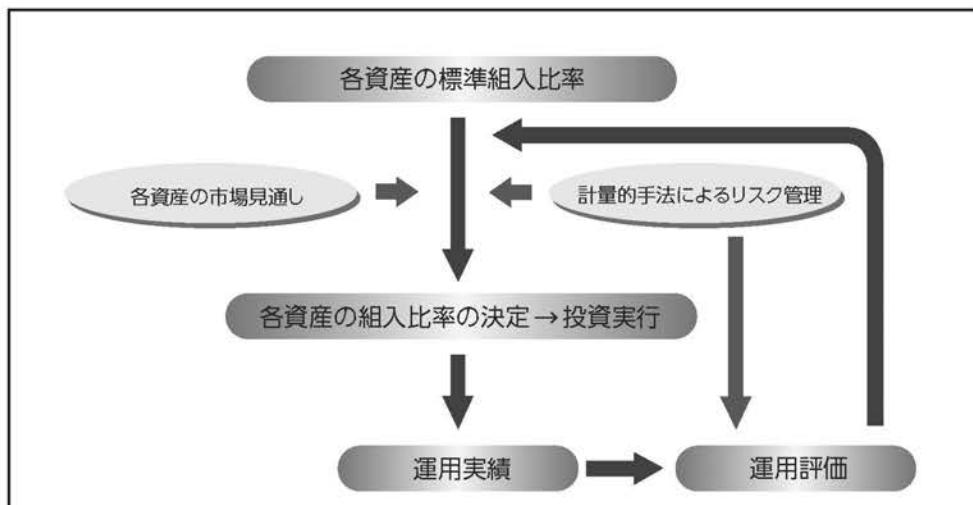 各資産の標準組入比率
各資産の市場見通し
計量的手法によるリスク管理
各資産の組入比率の決定→投資実行
運用実績
運用評価